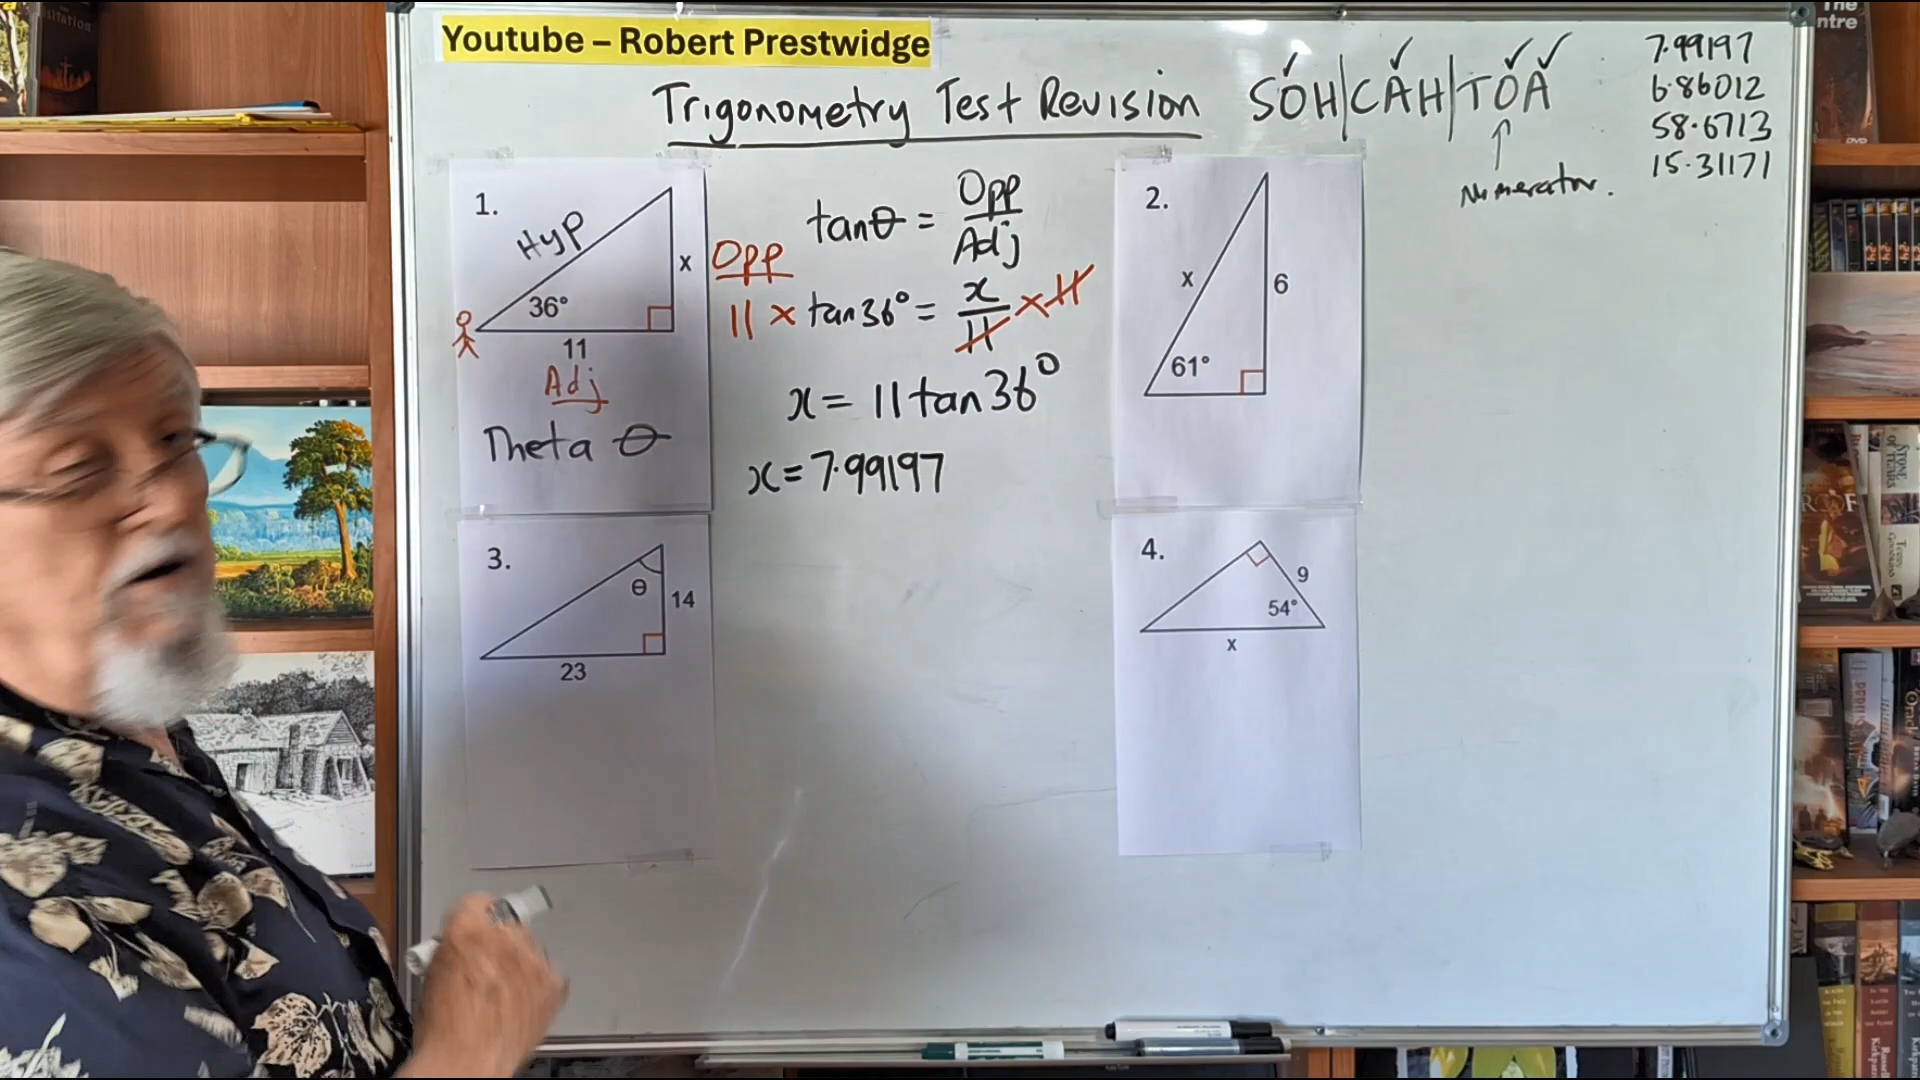 Youtube – Robert Prestwidge
Trigonometry Test Revision
SOH|CAH|TOA
Numerator.
7.99197
6.86012
58.6713
15.31171
1.
Hyp
x
Opp
36°
11
Adj
Theta θ
tanθ = Opp
Adj
11 x tan36° = x x 11
11
x = 11tan36°
x = 7.99197
2.
x
6
61°
3.
θ
14
23
4.
9
54°
x
The
ntre